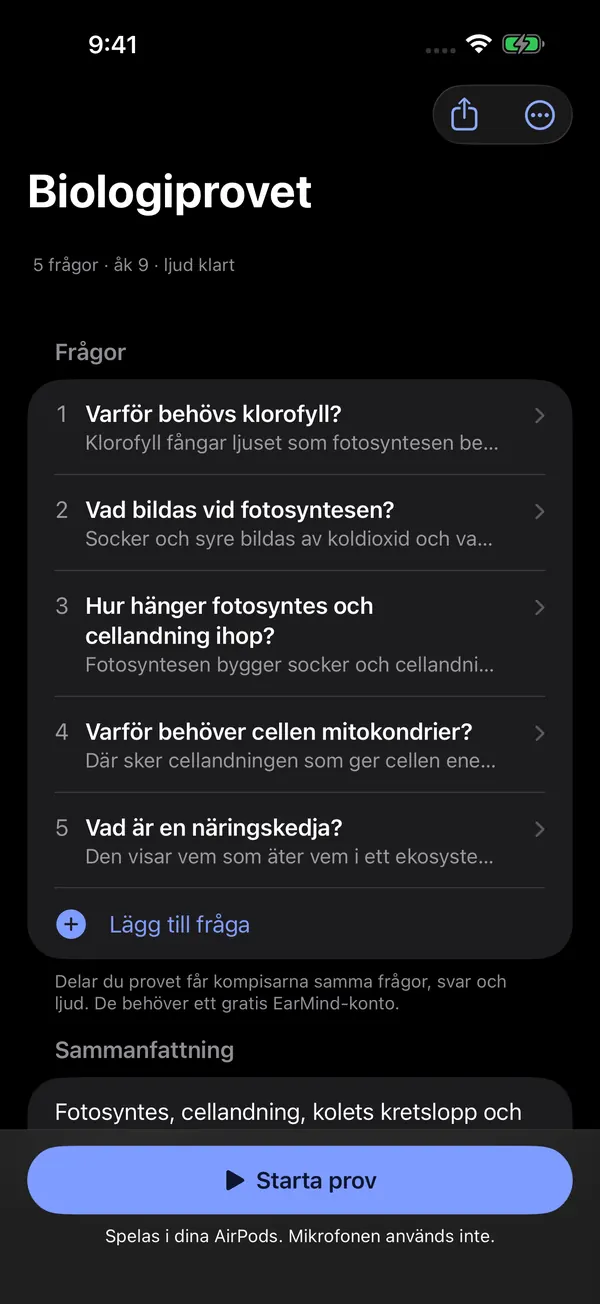 9:41
Biologiprovet
5 frågor · åk 9 · ljud klart
Frågor
1 Varför behövs klorofyll?
Klorofyll fångar ljuset som fotosyntesen be...
2 Vad bildas vid fotosyntesen?
Socker och syre bildas av koldioxid och va...
3 Hur hänger fotosyntes och
cellandning ihop?
Fotosyntesen bygger socker och cellandni...
4 Varför behöver cellen mitokondrier?
Där sker cellandningen som ger cellen ene...
5 Vad är en näringskedja?
Den visar vem som äter vem i ett ekosyste...
Lägg till fråga
Delar du provet får kompisarna samma frågor, svar och
ljud. De behöver ett gratis EarMind-konto.
Sammanfattning
Fotosyntes, cellandning, kolets kretslopp och
Starta prov
Spelas i dina AirPods. Mikrofonen används inte.